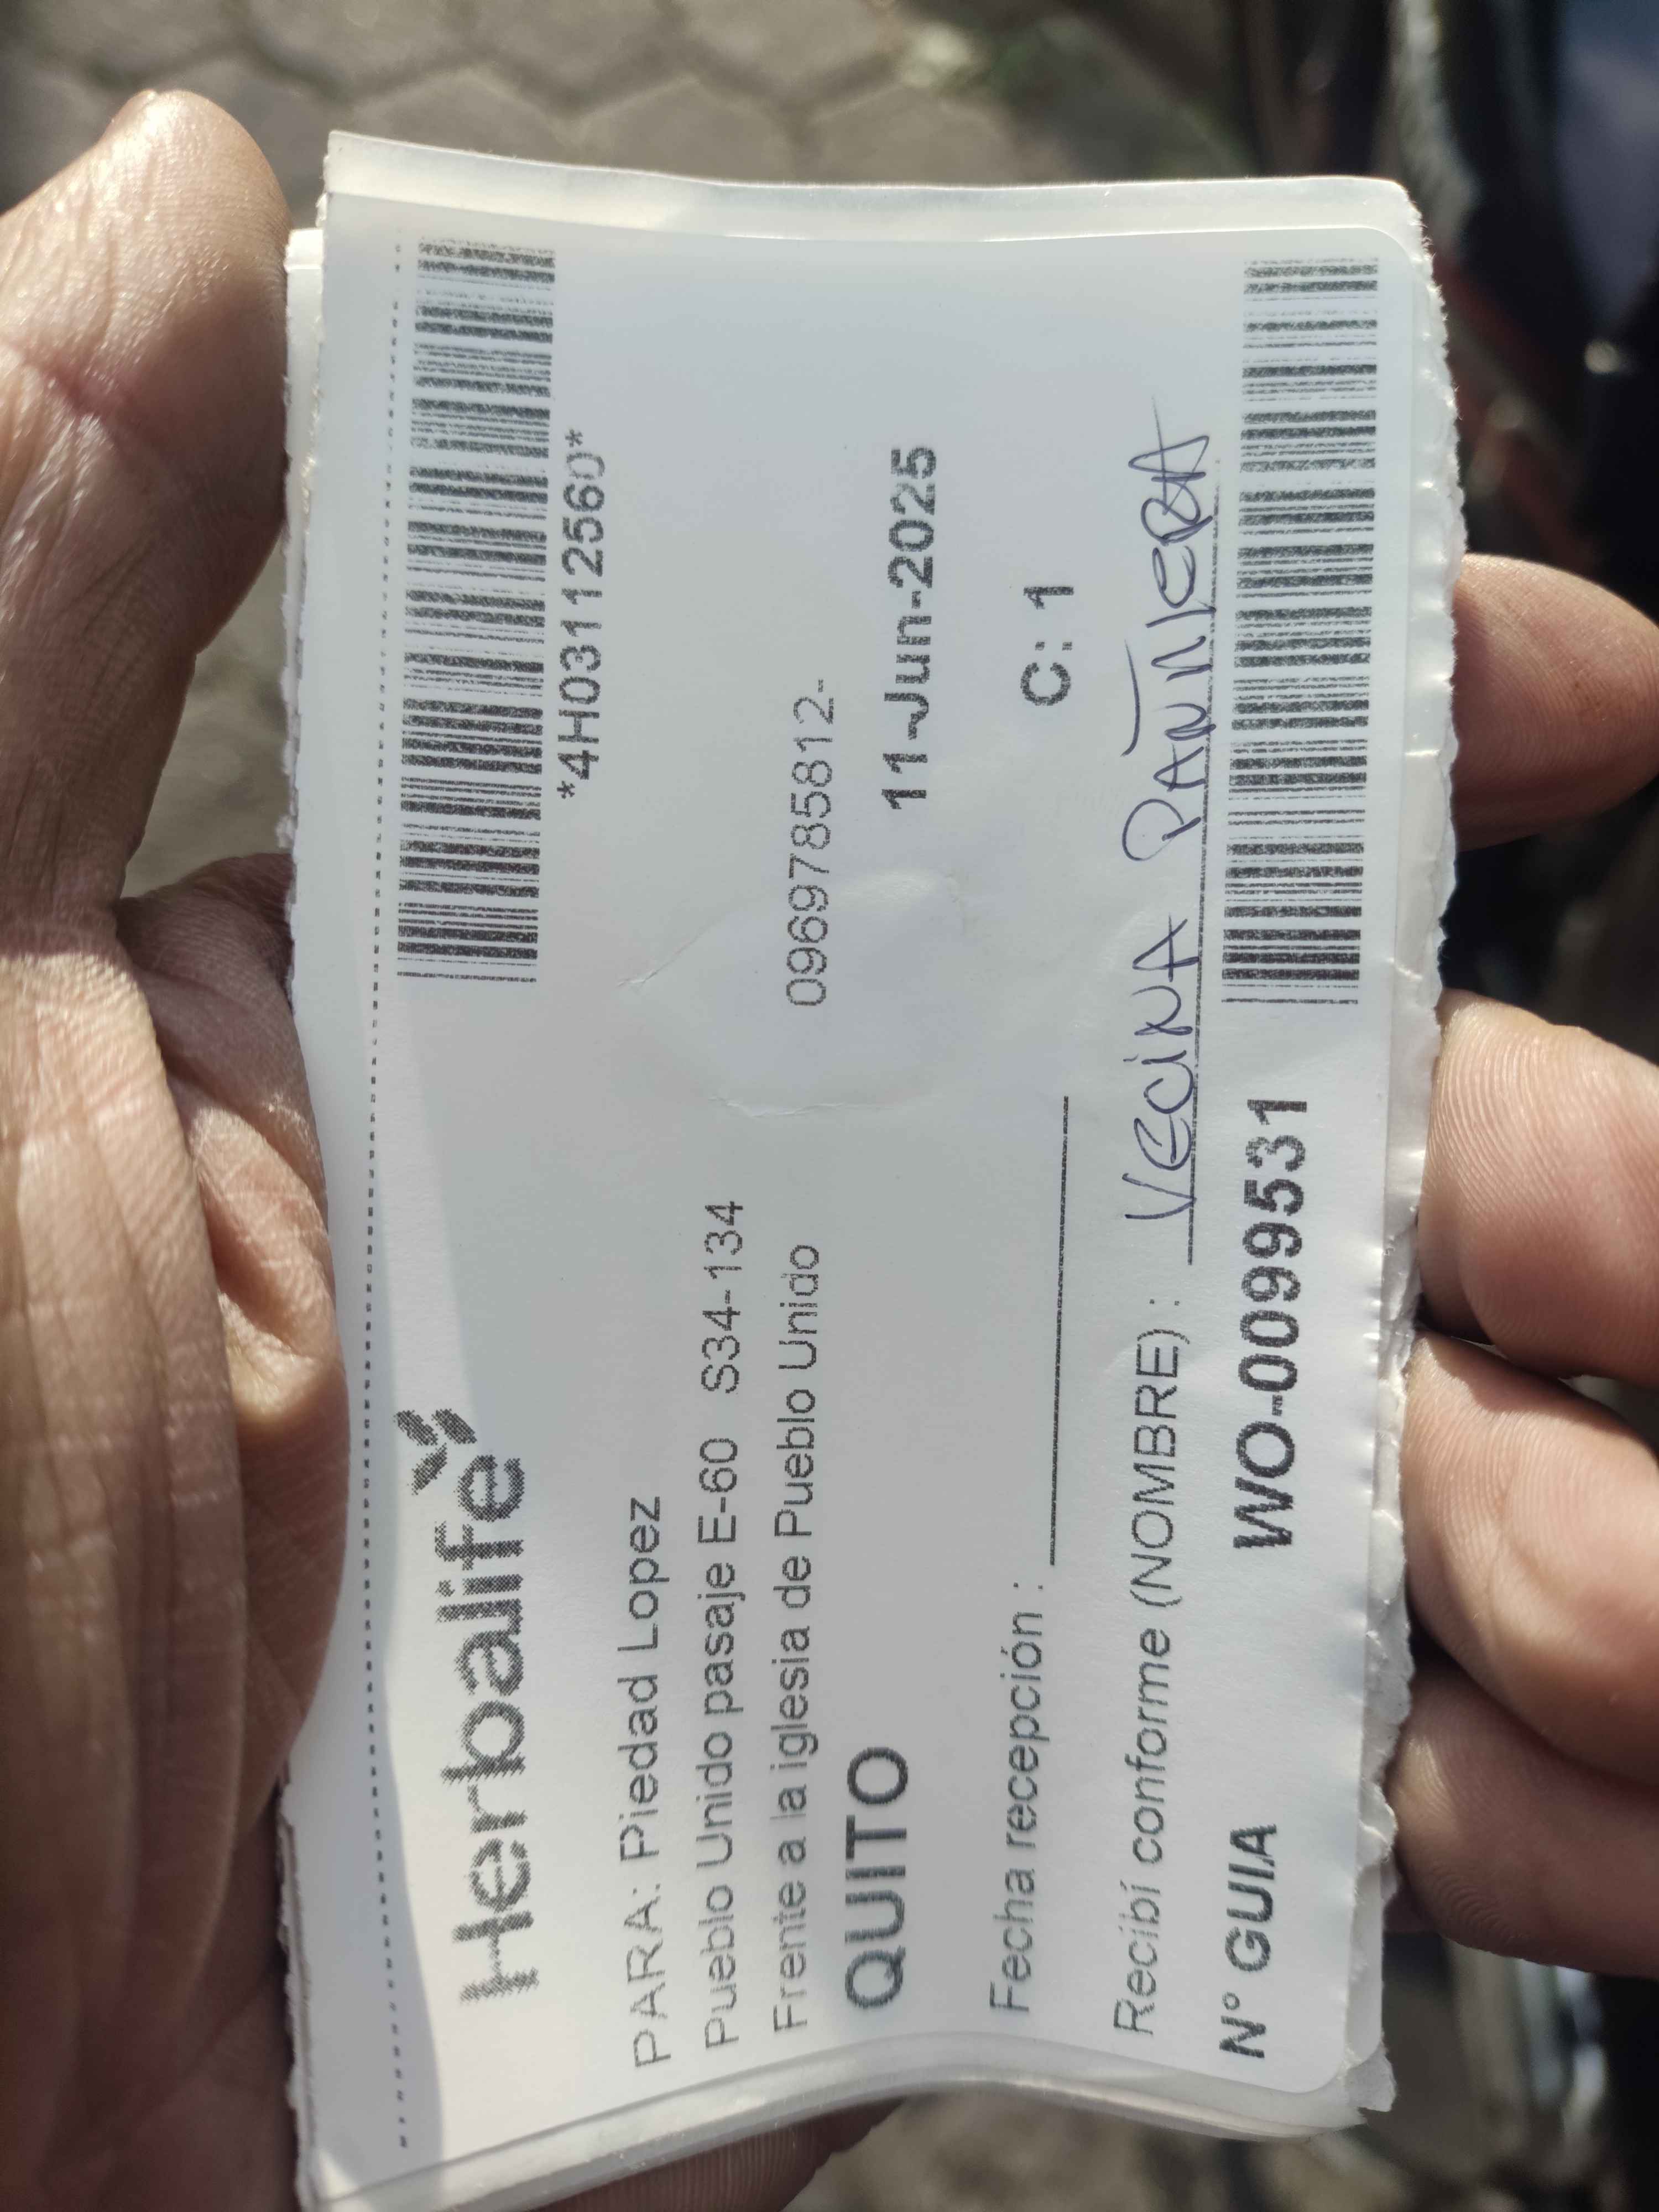 Herbalife
*4H03112560*
PARA: Piedad Lopez
Pueblo Unido pasaje E-60 S34-134
Frente a la iglesia de Pueblo Unido
0969785812-
QUITO
11-Jun-2025
Fecha recepción :
C: 1
Recibí conforme (NOMBRE) : VECINA PAÑTIERA
N° GUIA WO-0099531